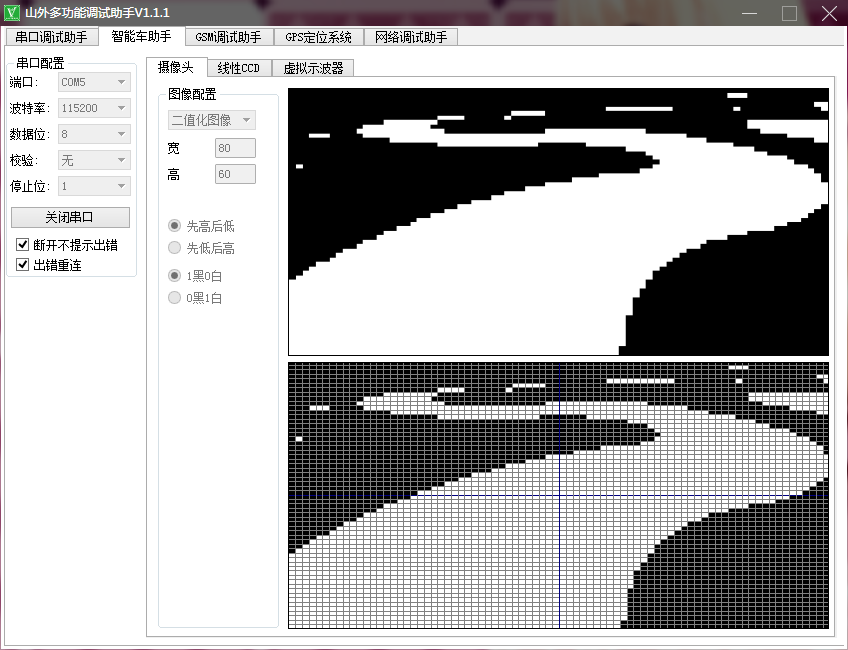 山外多功能调试助手V1.1.1
串口调试助手 智能车助手 GSM调试助手 GPS定位系统 网络调试助手
串口配置
端口: COM5
波特率: 115200
数据位: 8
校验: 无
停止位: 1
关闭串口
断开不提示出错
出错重连
摄像头 线性CCD 虚拟示波器
图像配置
二值化图像
宽 80
高 60
先高后低
先低后高
1黑0白
0黑1白